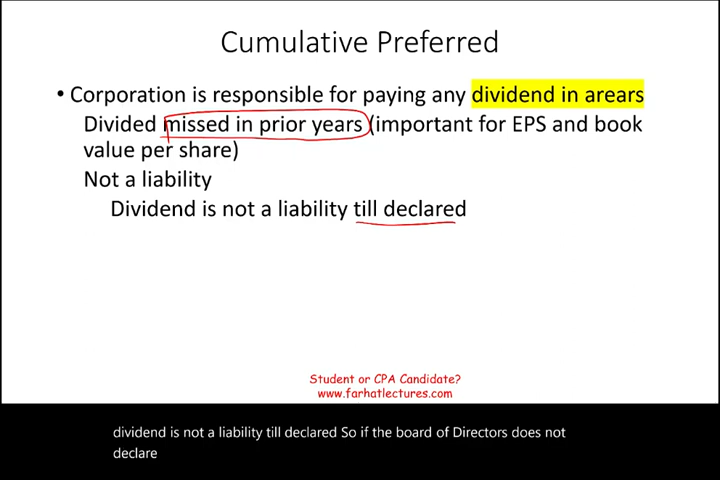 Cumulative Preferred
• Corporation is responsible for paying any dividend in arears
Divided missed in prior years (important for EPS and book
value per share)
Not a liability
Dividend is not a liability till declared
Student or CPA Candidate?
www.farhatlectures.com
dividend is not a liability till declared So if the board of Directors does not
declare